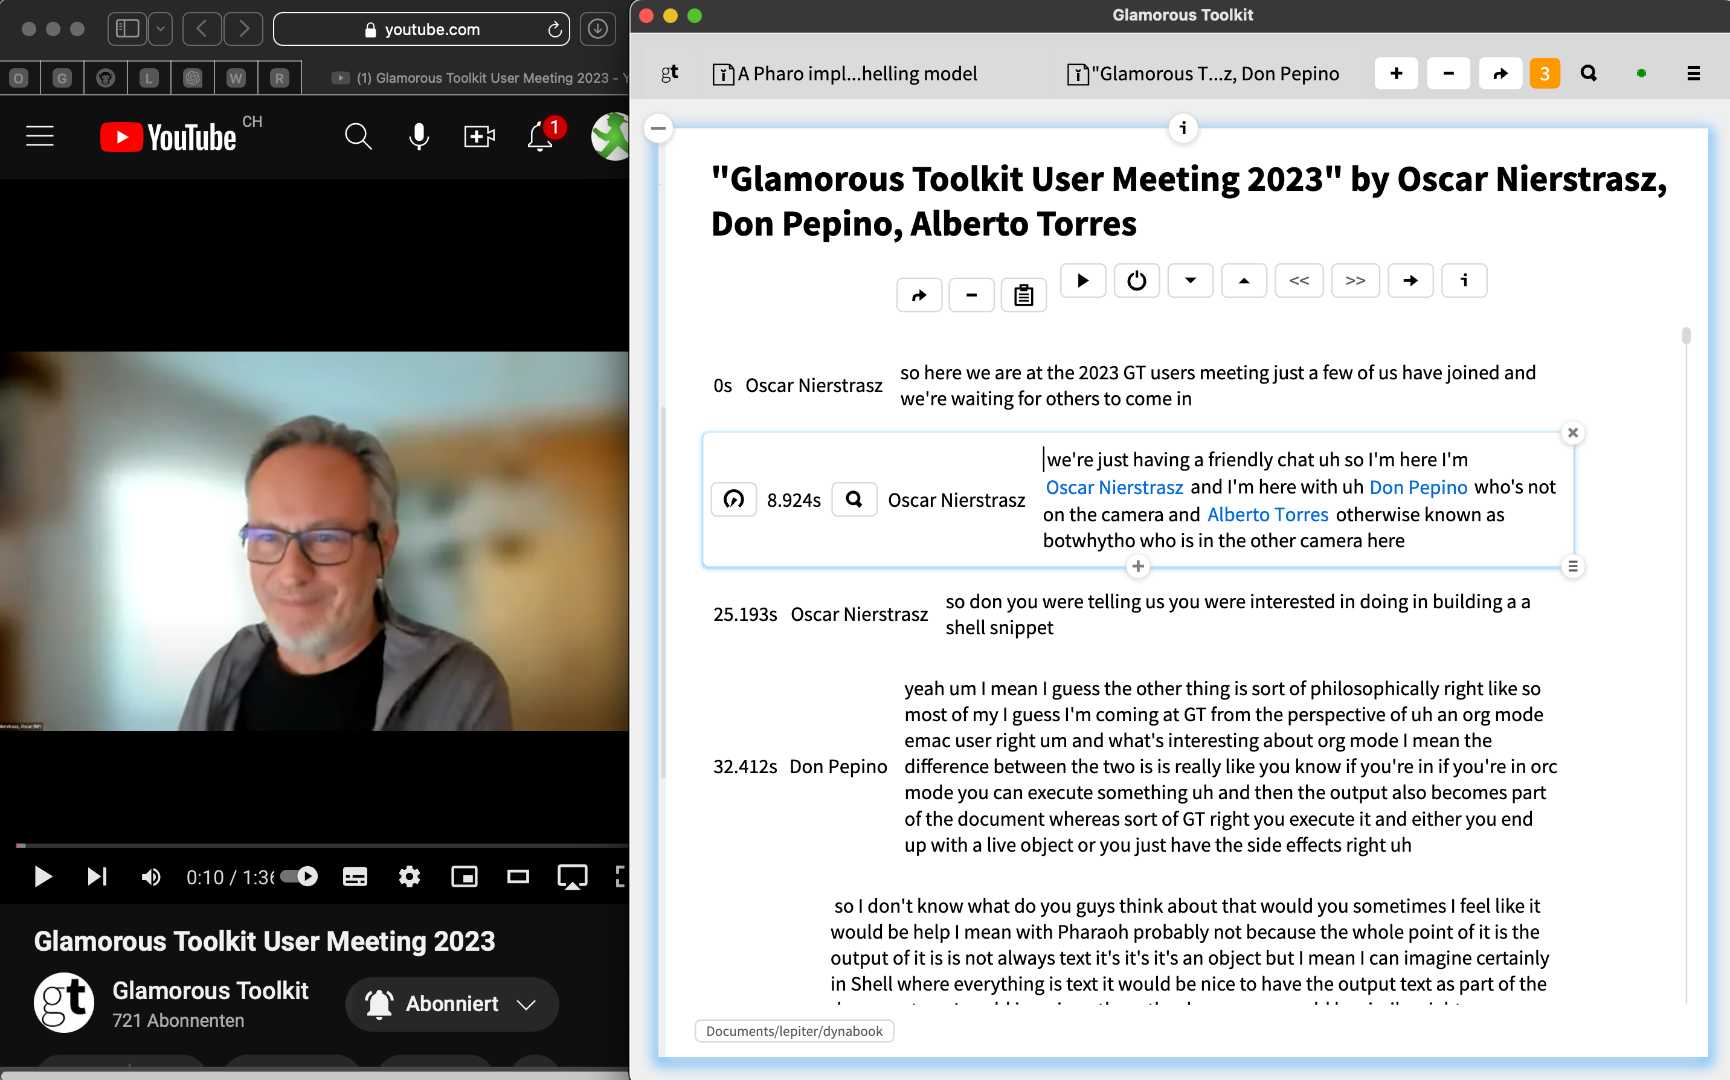 youtube.com
O G L W R
(1) Glamorous Toolkit User Meeting 2023 - Y
YouTube CH
1
0:10 / 1:36
Glamorous Toolkit User Meeting 2023
gt
Glamorous Toolkit
721 Abonnenten
Abonniert
Glamorous Toolkit
gt
A Pharo impl...helling model
"Glamorous T...z, Don Pepino
+ - 3
i
"Glamorous Toolkit User Meeting 2023" by Oscar Nierstrasz,
Don Pepino, Alberto Torres
<< >> i
0s Oscar Nierstrasz
so here we are at the 2023 GT users meeting just a few of us have joined and
we're waiting for others to come in
8.924s Oscar Nierstrasz
we're just having a friendly chat uh so I'm here I'm
Oscar Nierstrasz and I'm here with uh Don Pepino who's not
on the camera and Alberto Torres otherwise known as
botwhytho who is in the other camera here
25.193s Oscar Nierstrasz
so don you were telling us you were interested in doing in building a a
shell snippet
32.412s Don Pepino
yeah um I mean I guess the other thing is sort of philosophically right like so
most of my I guess I'm coming at GT from the perspective of uh an org mode
emac user right um and what's interesting about org mode I mean the
difference between the two is is really like you know if you're in if you're in orc
mode you can execute something uh and then the output also becomes part
of the document whereas sort of GT right you execute it and either you end
up with a live object or you just have the side effects right uh
so I don't know what do you guys think about that would you sometimes I feel like it
would be help I mean with Pharaoh probably not because the whole point of it is the
output of it is is not always text it's it's it's an object but I mean I can imagine certainly
in Shell where everything is text it would be nice to have the output text as part of the
Documents/lepiter/dynabook